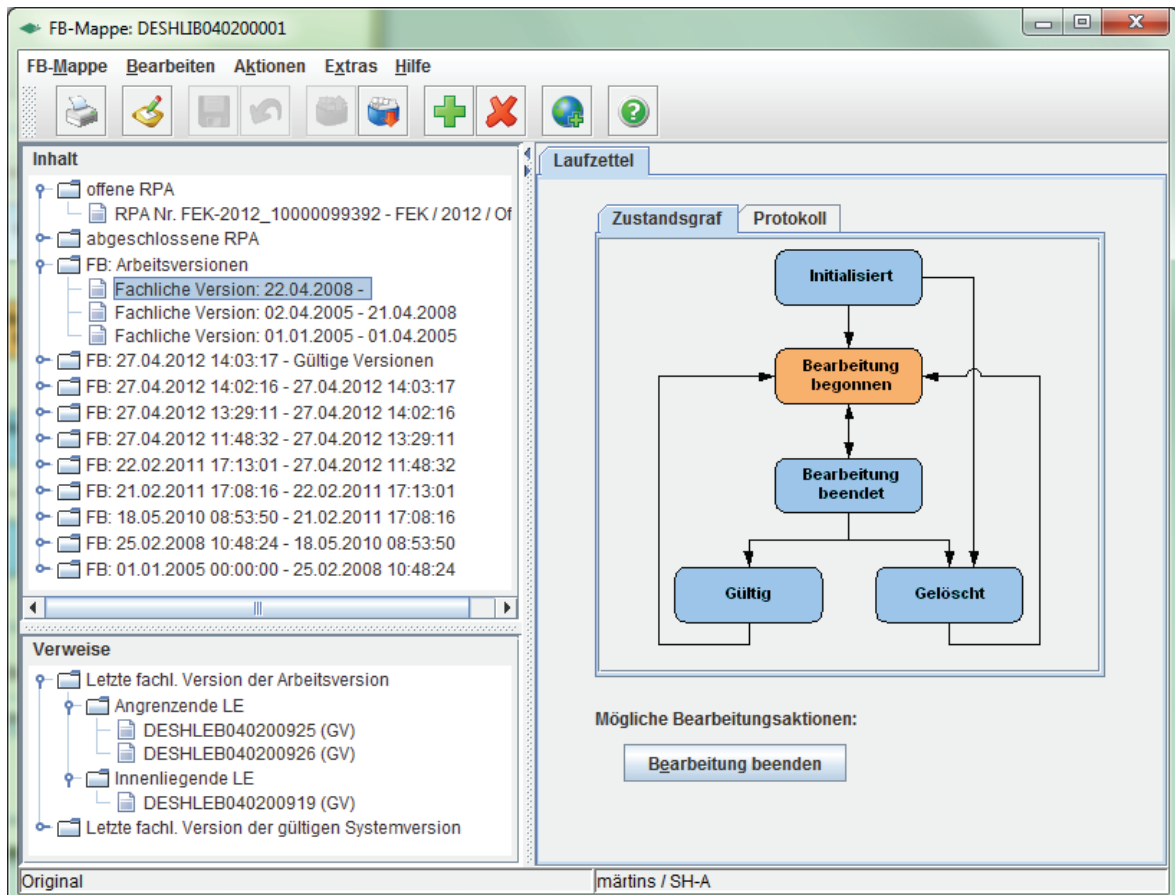 FB-Mappe: DESHLIB040200001
FB-Mappe Bearbeiten Aktionen Extras Hilfe
Inhalt
offene RPA
RPA Nr. FEK-2012_10000099392 - FEK / 2012 / Of
abgeschlossene RPA
FB: Arbeitsversionen
Fachliche Version: 22.04.2008 -
Fachliche Version: 02.04.2005 - 21.04.2008
Fachliche Version: 01.01.2005 - 01.04.2005
FB: 27.04.2012 14:03:17 - Gültige Versionen
FB: 27.04.2012 14:02:16 - 27.04.2012 14:03:17
FB: 27.04.2012 13:29:11 - 27.04.2012 14:02:16
FB: 27.04.2012 11:48:32 - 27.04.2012 13:29:11
FB: 22.02.2011 17:13:01 - 27.04.2012 11:48:32
FB: 21.02.2011 17:08:16 - 22.02.2011 17:13:01
FB: 18.05.2010 08:53:50 - 21.02.2011 17:08:16
FB: 25.02.2008 10:48:24 - 18.05.2010 08:53:50
FB: 01.01.2005 00:00:00 - 25.02.2008 10:48:24
Verweise
Letzte fachl. Version der Arbeitsversion
Angrenzende LE
DESHLEB040200925 (GV)
DESHLEB040200926 (GV)
Innenliegende LE
DESHLEB040200919 (GV)
Letzte fachl. Version der gültigen Systemversion
Laufzettel
Zustandsgraf Protokoll
Initialisiert
Bearbeitung
begonnen
Bearbeitung
beendet
Gültig Gelöscht
Mögliche Bearbeitungsaktionen:
Bearbeitung beenden
Original
märtins / SH-A